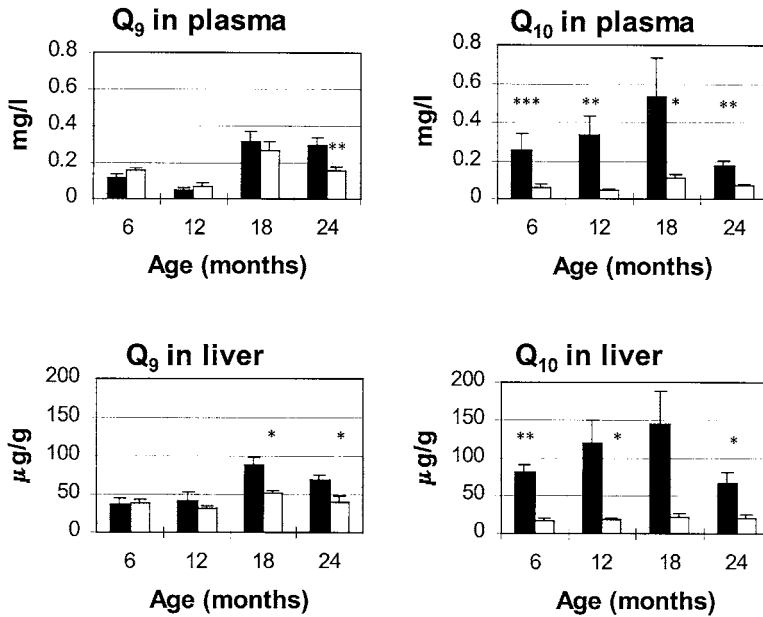 Q₉ in plasma
0.8
0.6
0.4
0.2
0
mg/l
**
6 12 18 24
Age (months)
Q₁₀ in plasma
0.8
0.6
0.4
0.2
0
mg/l
*** ** * **
6 12 18 24
Age (months)
Q₉ in liver
200
150
100
50
0
µg/g
* *
6 12 18 24
Age (months)
Q₁₀ in liver
200
150
100
50
0
µg/g
** * *
6 12 18 24
Age (months)